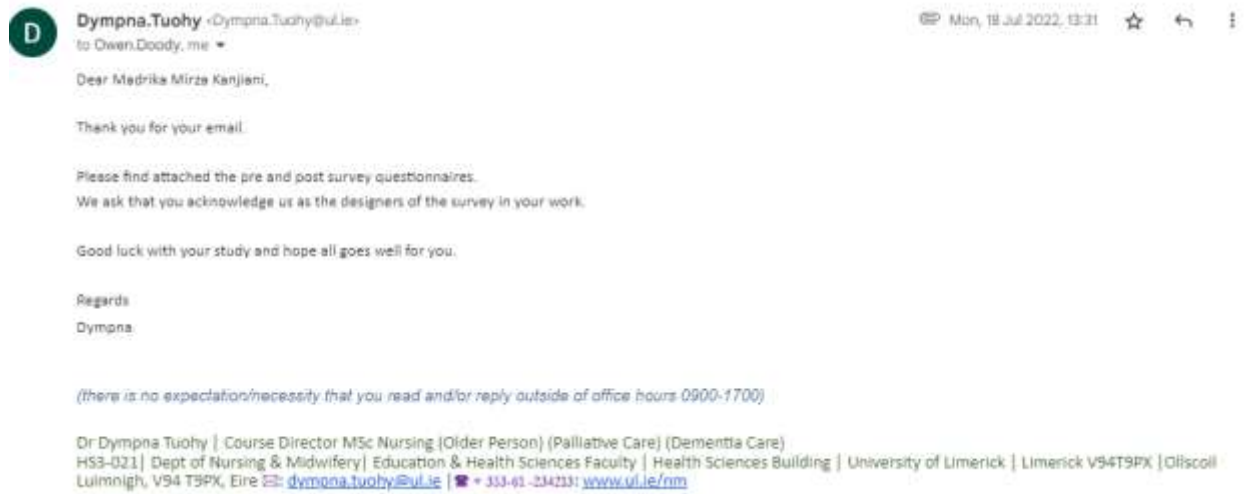 D
Dympna.Tuohy <Dympna.Tuohy@ul.ie>
Mon, 18 Jul 2022, 13:31
to Owen.Doody, me
Dear Madrika Mirza Kanjiani,
Thank you for your email.
Please find attached the pre and post survey questionnaires.
We ask that you acknowledge us as the designers of the survey in your work.
Good luck with your study and hope all goes well for you.
Regards
Dympna
(there is no expectation/necessity that you read and/or reply outside of office hours 0900-1700)
Dr Dympna Tuohy | Course Director MSc Nursing (Older Person) (Palliative Care) (Dementia Care)
HS3-021| Dept of Nursing & Midwifery| Education & Health Sciences Faculty | Health Sciences Building | University of Limerick | Limerick V94T9PX |Ollscoil
Luimnigh, V94 T9PX, Eire ✉: dympna.tuohy@ul.ie |☎ + 353-61 -234213: www.ul.ie/nm